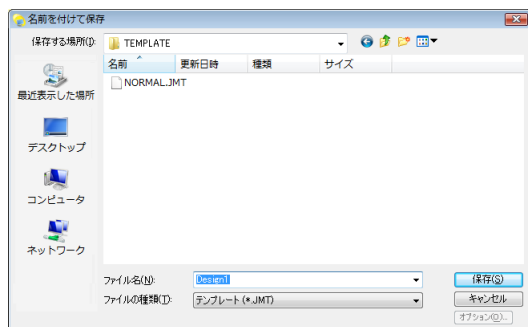 名前を付けて保存
保存する場所(I): TEMPLATE
名前 更新日時 種類 サイズ
NORMAL.JMT
最近表示した場所
デスクトップ
コンピュータ
ネットワーク
ファイル名(N): Design1 保存(S)
ファイルの種類(T): テンプレート (*.JMT) キャンセル
オプション(O)...